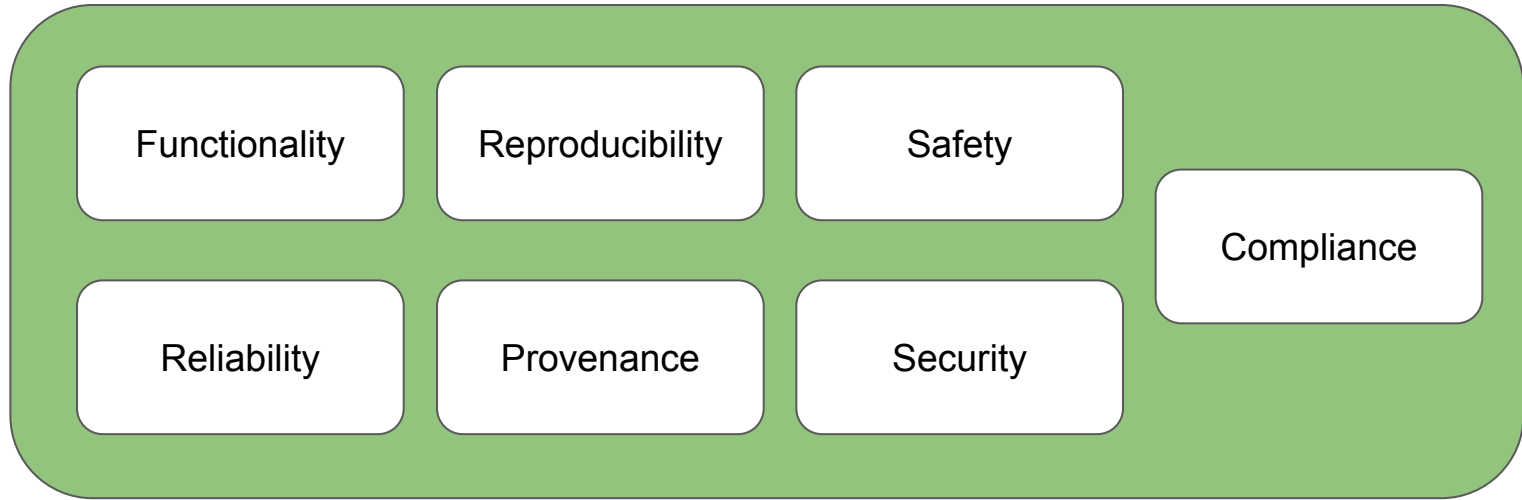 Functionality
Reproducibility
Safety
Compliance
Reliability
Provenance
Security